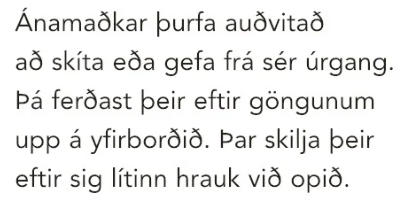 Ánamaðkar þurfa auðvitað
að skíta eða gefa frá sér úrgang.
Þá ferðast þeir eftir göngunum
upp á yfirborðið. Þar skilja þeir
eftir sig lítinn hrauk við opið.